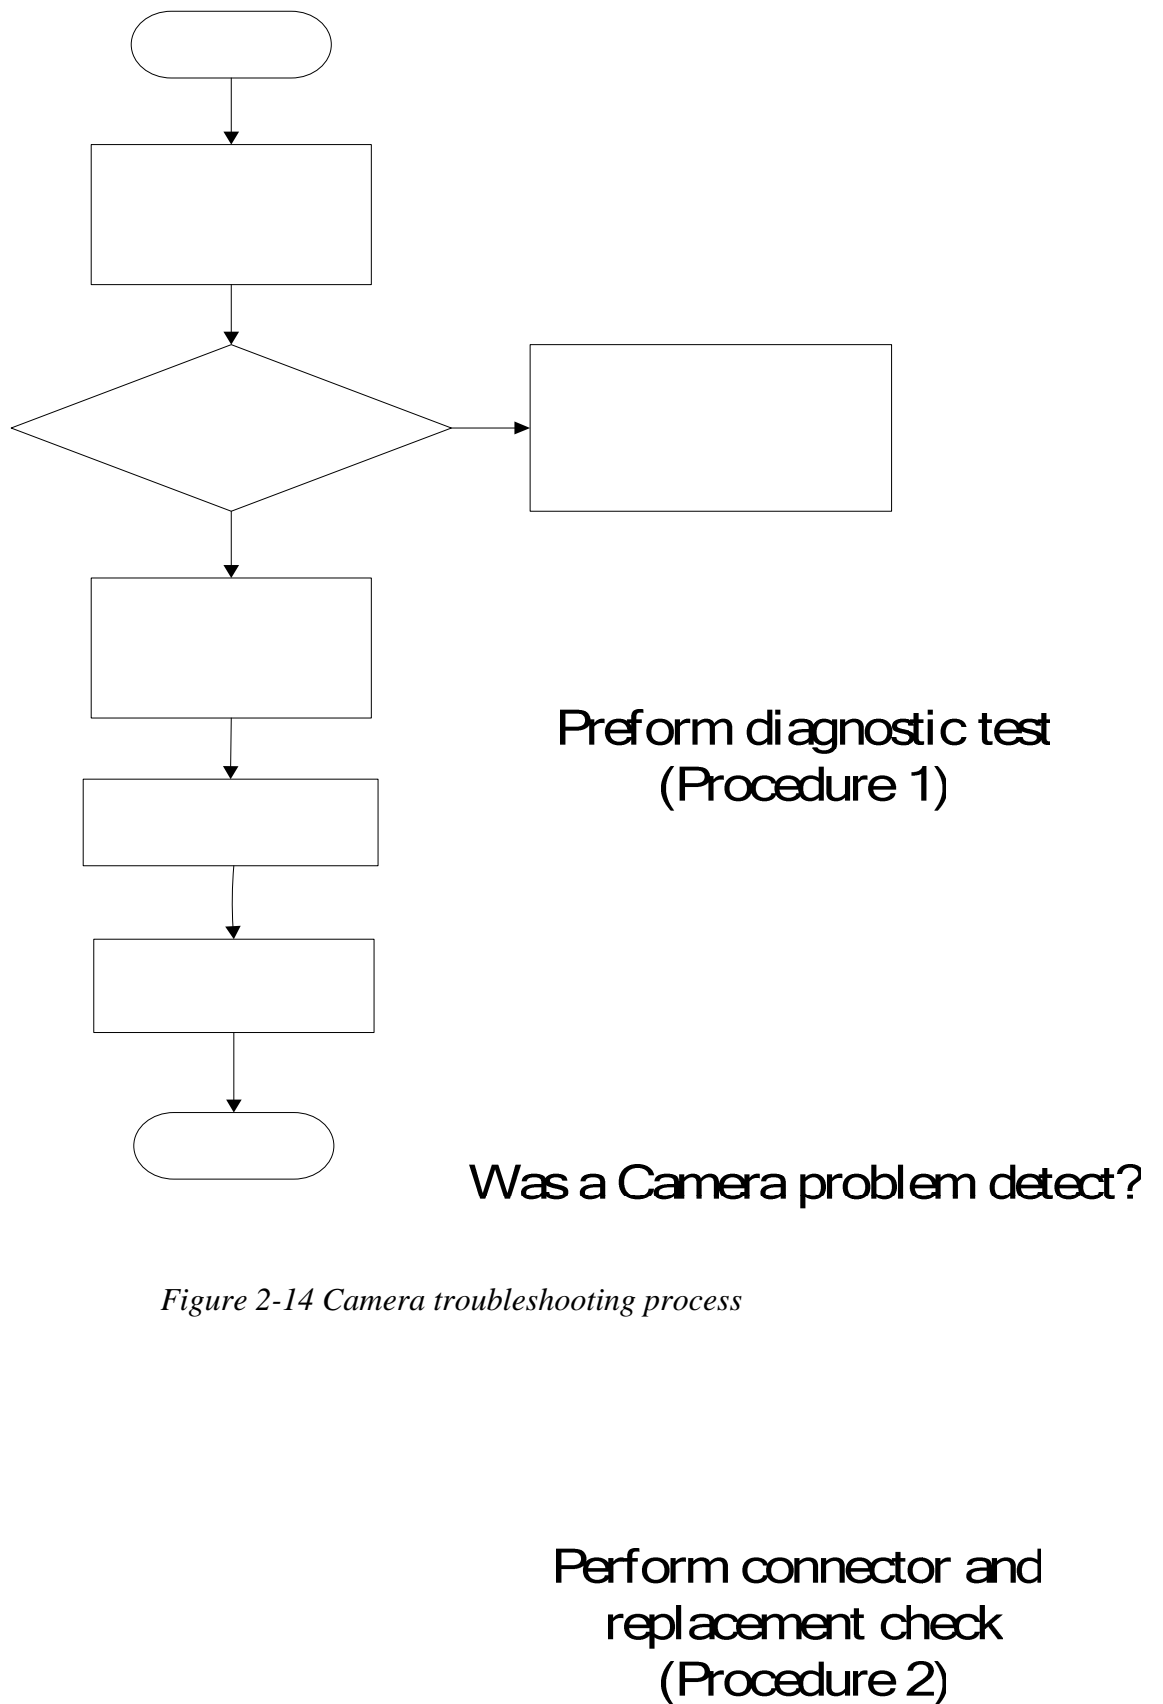 Preform diagnostic test
(Procedure 1)
Was a Camera problem detect?
Figure 2-14 Camera troubleshooting process
Perform connector and
replacement check
(Procedure 2)